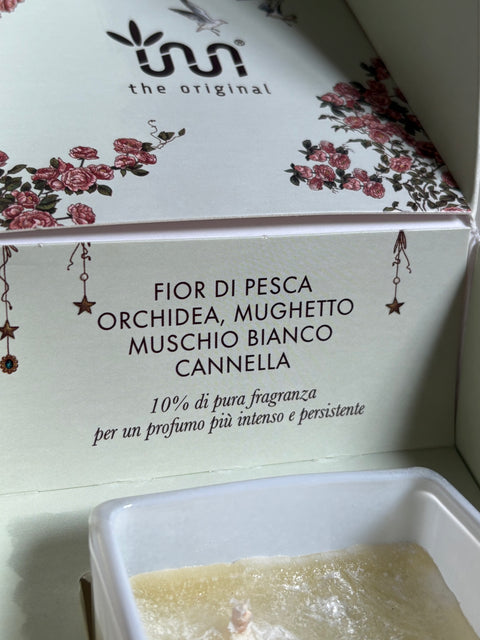 the original
FIOR DI PESCA
ORCHIDEA, MUGHETTO
MUSCHIO BIANCO
CANNELLA
10% di pura fragranza
per un profumo più intenso e persistente